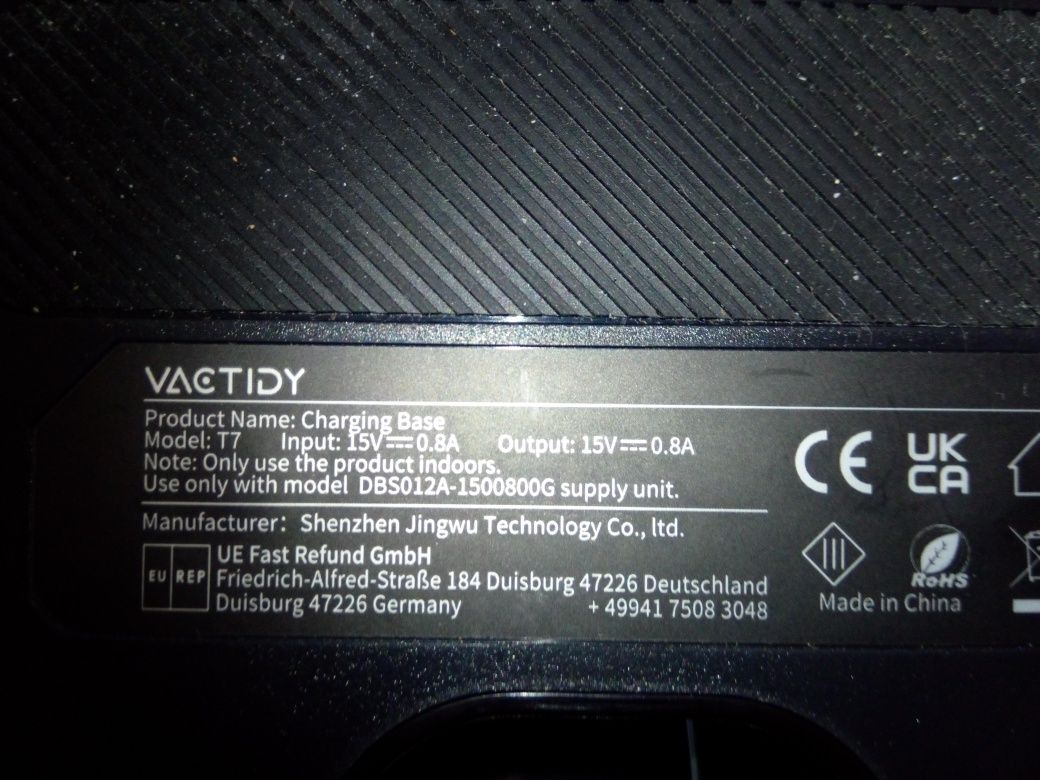 VACTIDY
Product Name: Charging Base
Model: T7 Input: 15V⎓0.8A Output: 15V⎓0.8A
Note: Only use the product indoors.
Use only with model DBS012A-1500800G supply unit.
Manufacturer: Shenzhen Jingwu Technology Co., ltd.
EU REP
UE Fast Refund GmbH
Friedrich-Alfred-Straße 184 Duisburg 47226 Deutschland
Duisburg 47226 Germany + 49941 7508 3048
CE UK CA
III RoHS
Made in China